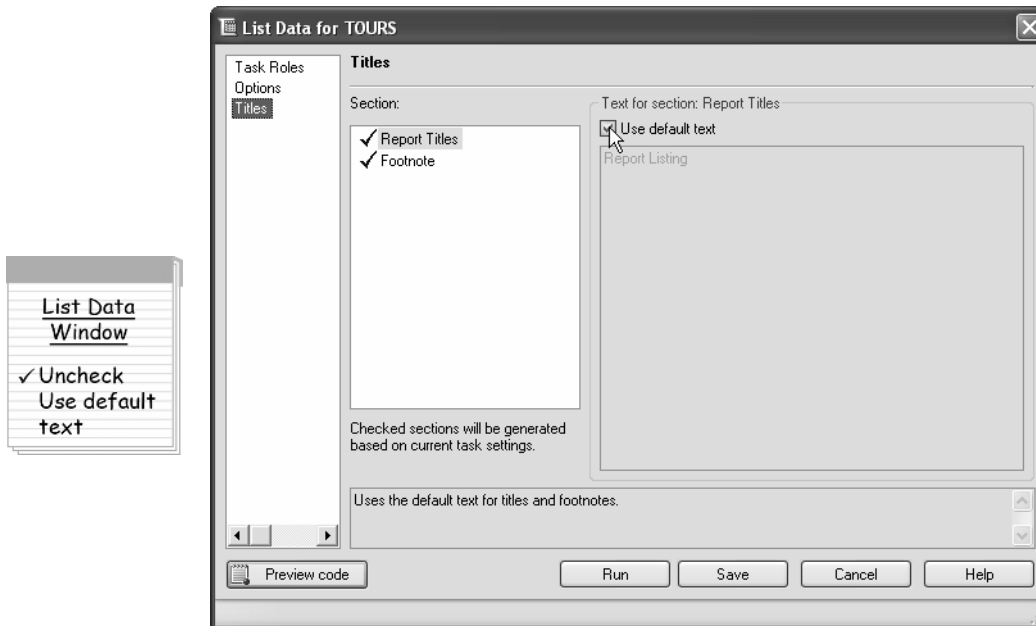 List Data for TOURS
Task Roles
Options
Titles
Titles
Section:
Report Titles
Footnote
Checked sections will be generated
based on current task settings.
Text for section: Report Titles
Use default text
Report Listing
Uses the default text for titles and footnotes.
Preview code
Run
Save
Cancel
Help
List Data
Window
✓ Uncheck
Use default
text